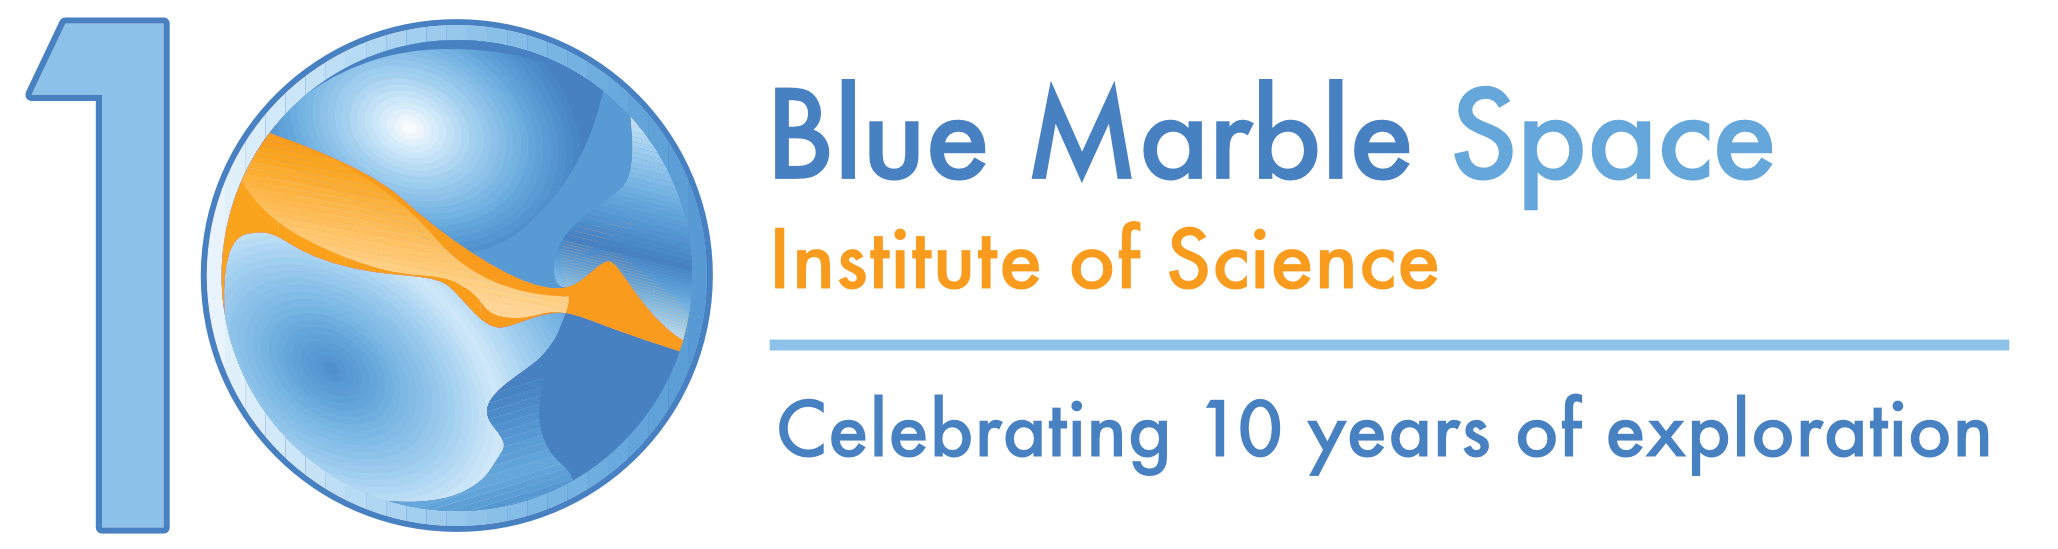 10
Blue Marble Space
Institute of Science
Celebrating 10 years of exploration